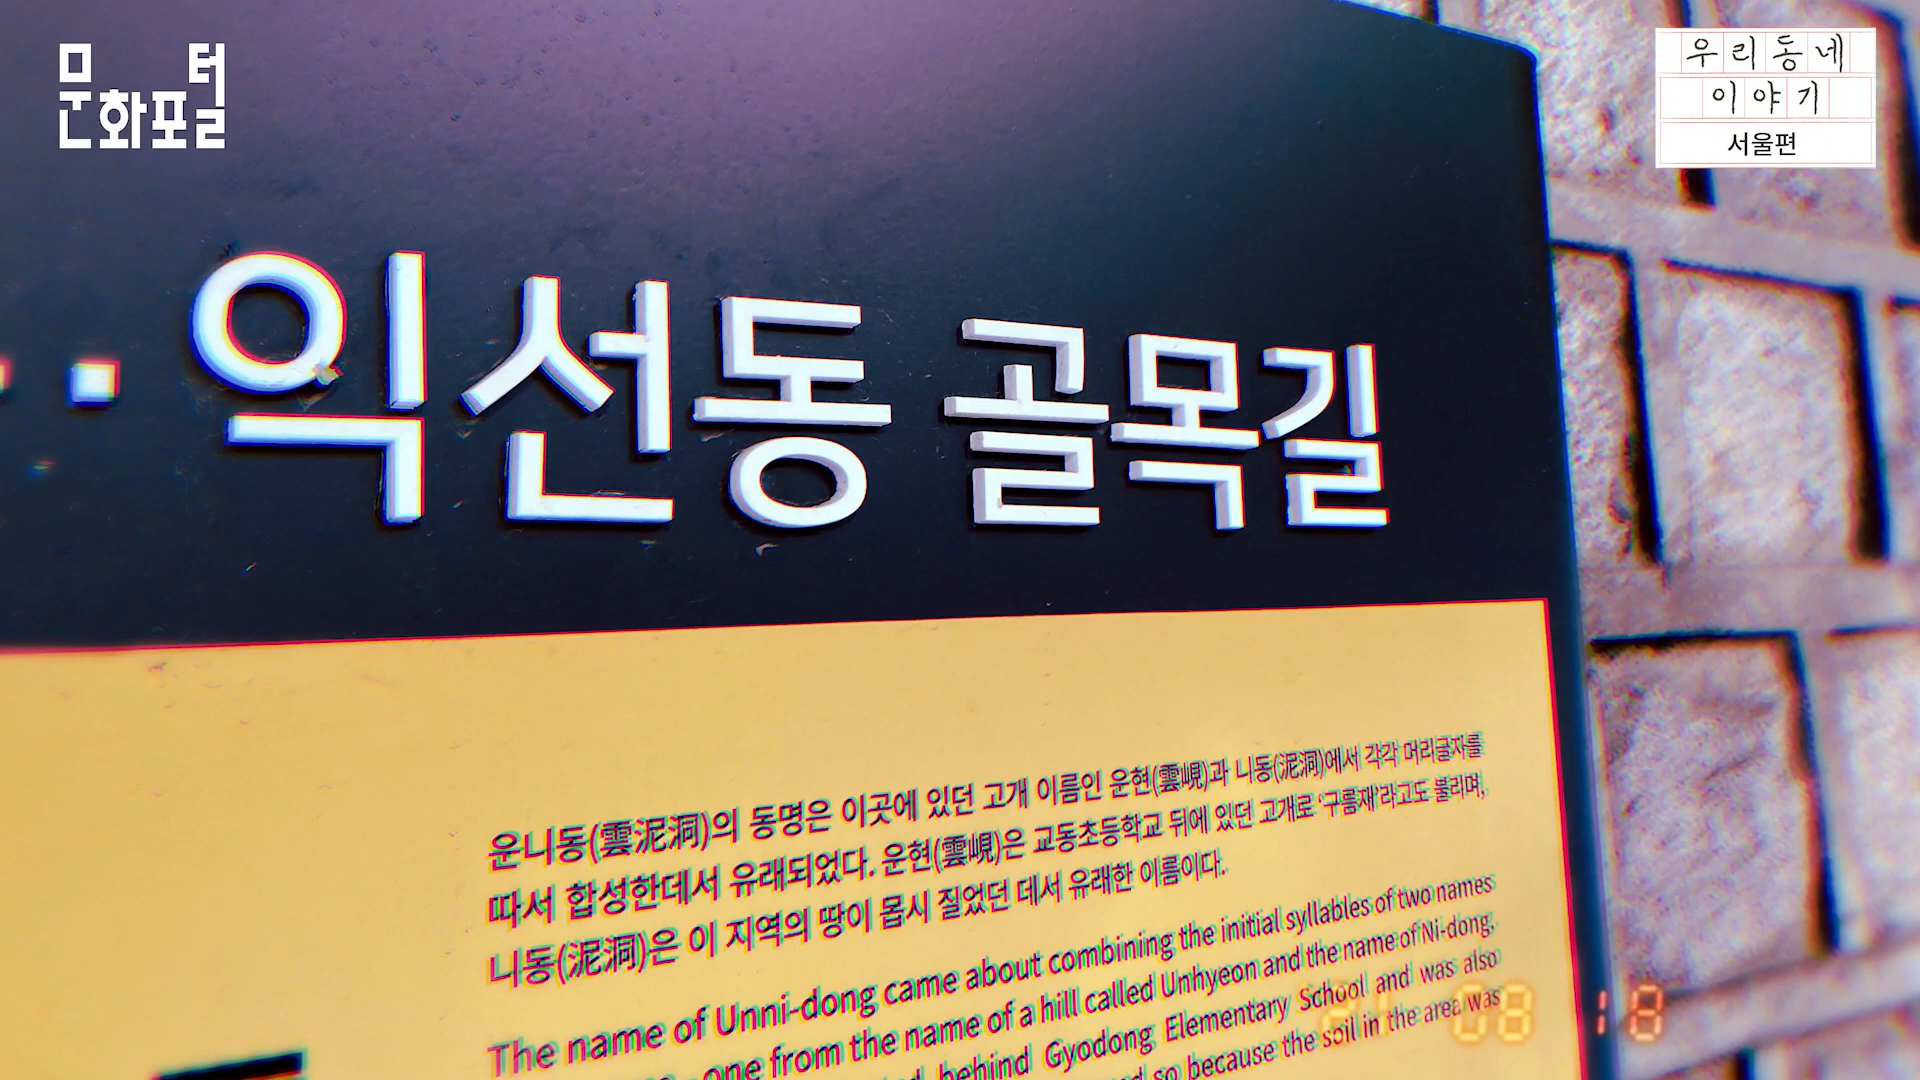 문화포털
우리동네
이야기
서울편
익선동 골목길
운니동(雲泥洞)의 동명은 이곳에 있던 고개 이름인 운현(雲峴)과 니동(泥洞)에서 각각 머리글자를
따서 합성한데서 유래되었다. 운현(雲峴)은 교동초등학교 뒤에 있던 고개로 ‘구름재’라고도 불리며,
니동(泥洞)은 이 지역의 땅이 몹시 질었던 데서 유래한 이름이다.
The name of Unni-dong came about combining the initial syllables of two names
one from the name of a hill called Unhyeon and the name of Ni-dong,
behind Gyodong Elementary School and was also
so because the soil in the area was
08 18